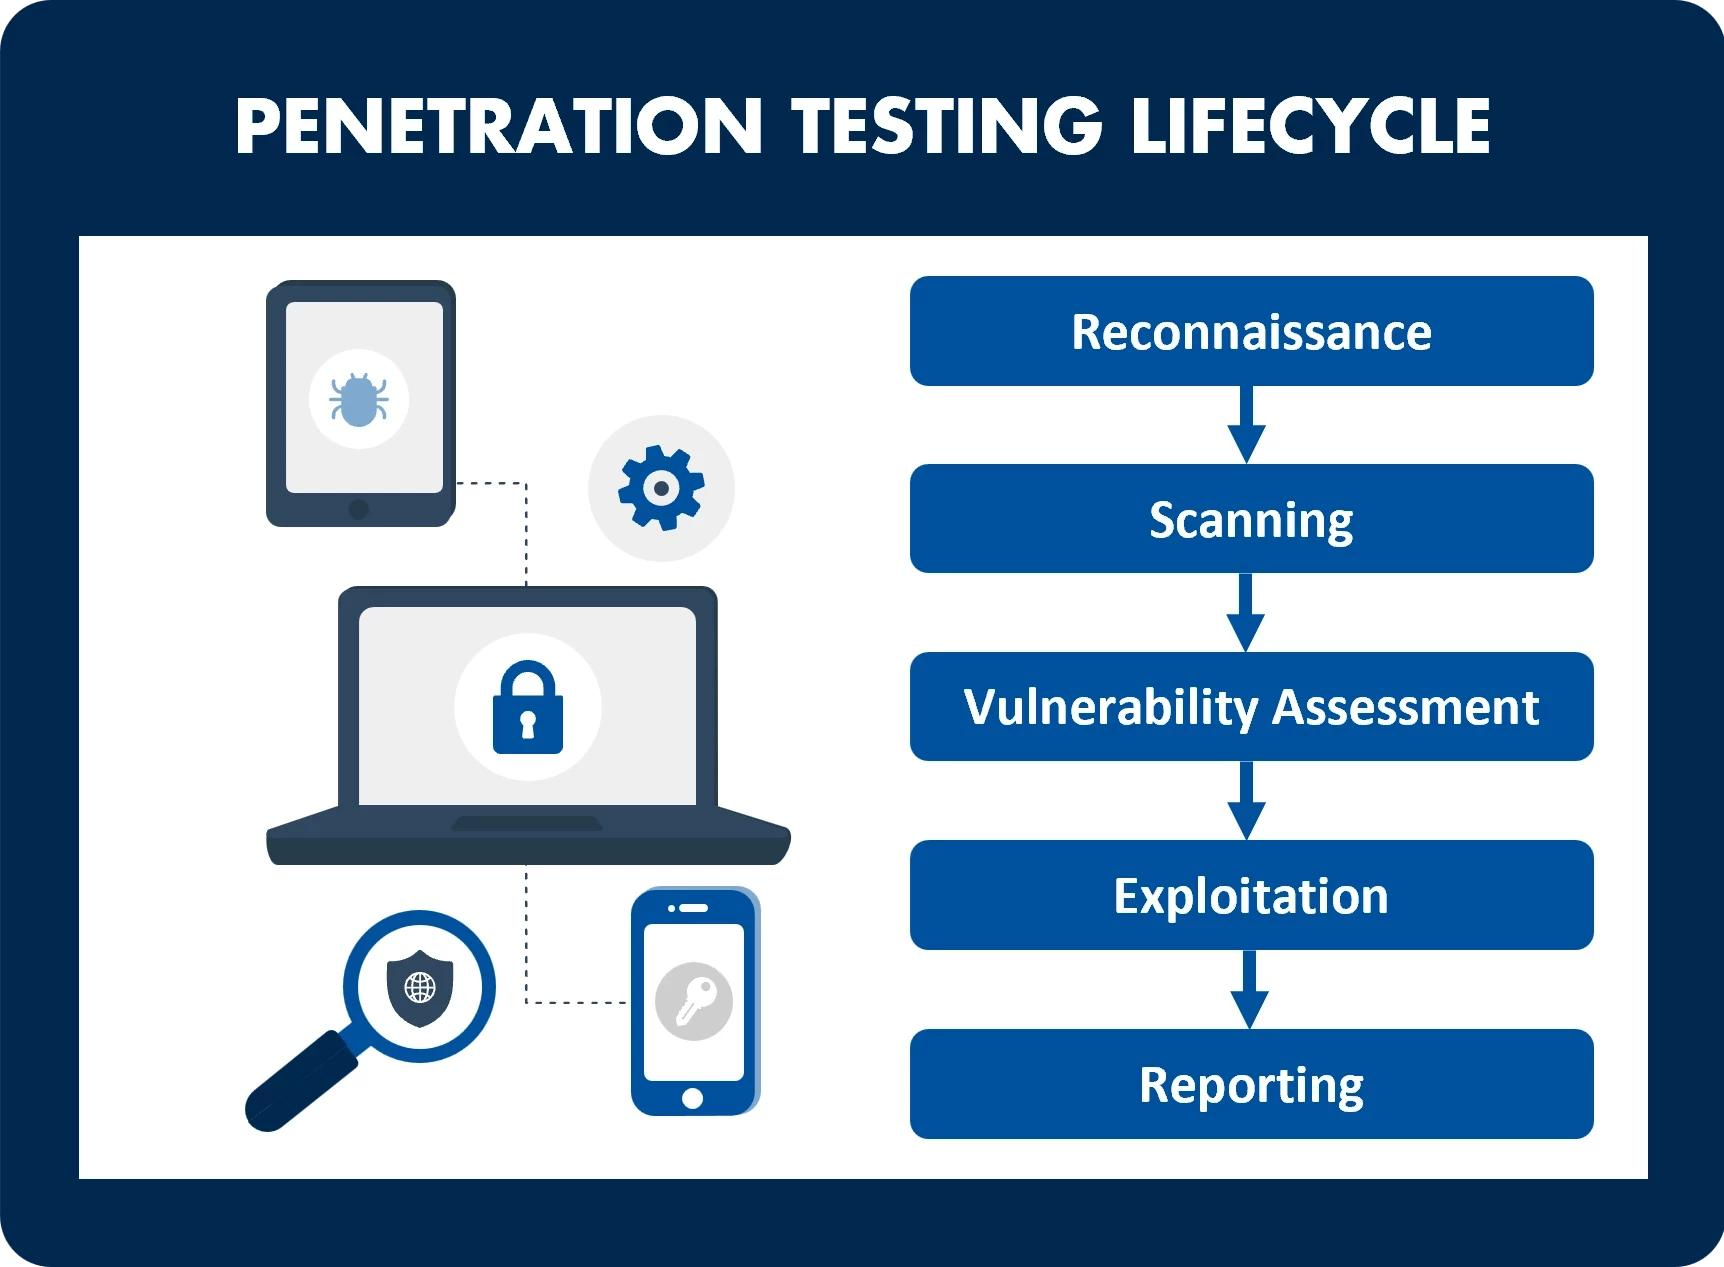 PENETRATION TESTING LIFECYCLE
Reconnaissance
Scanning
Vulnerability Assessment
Exploitation
Reporting